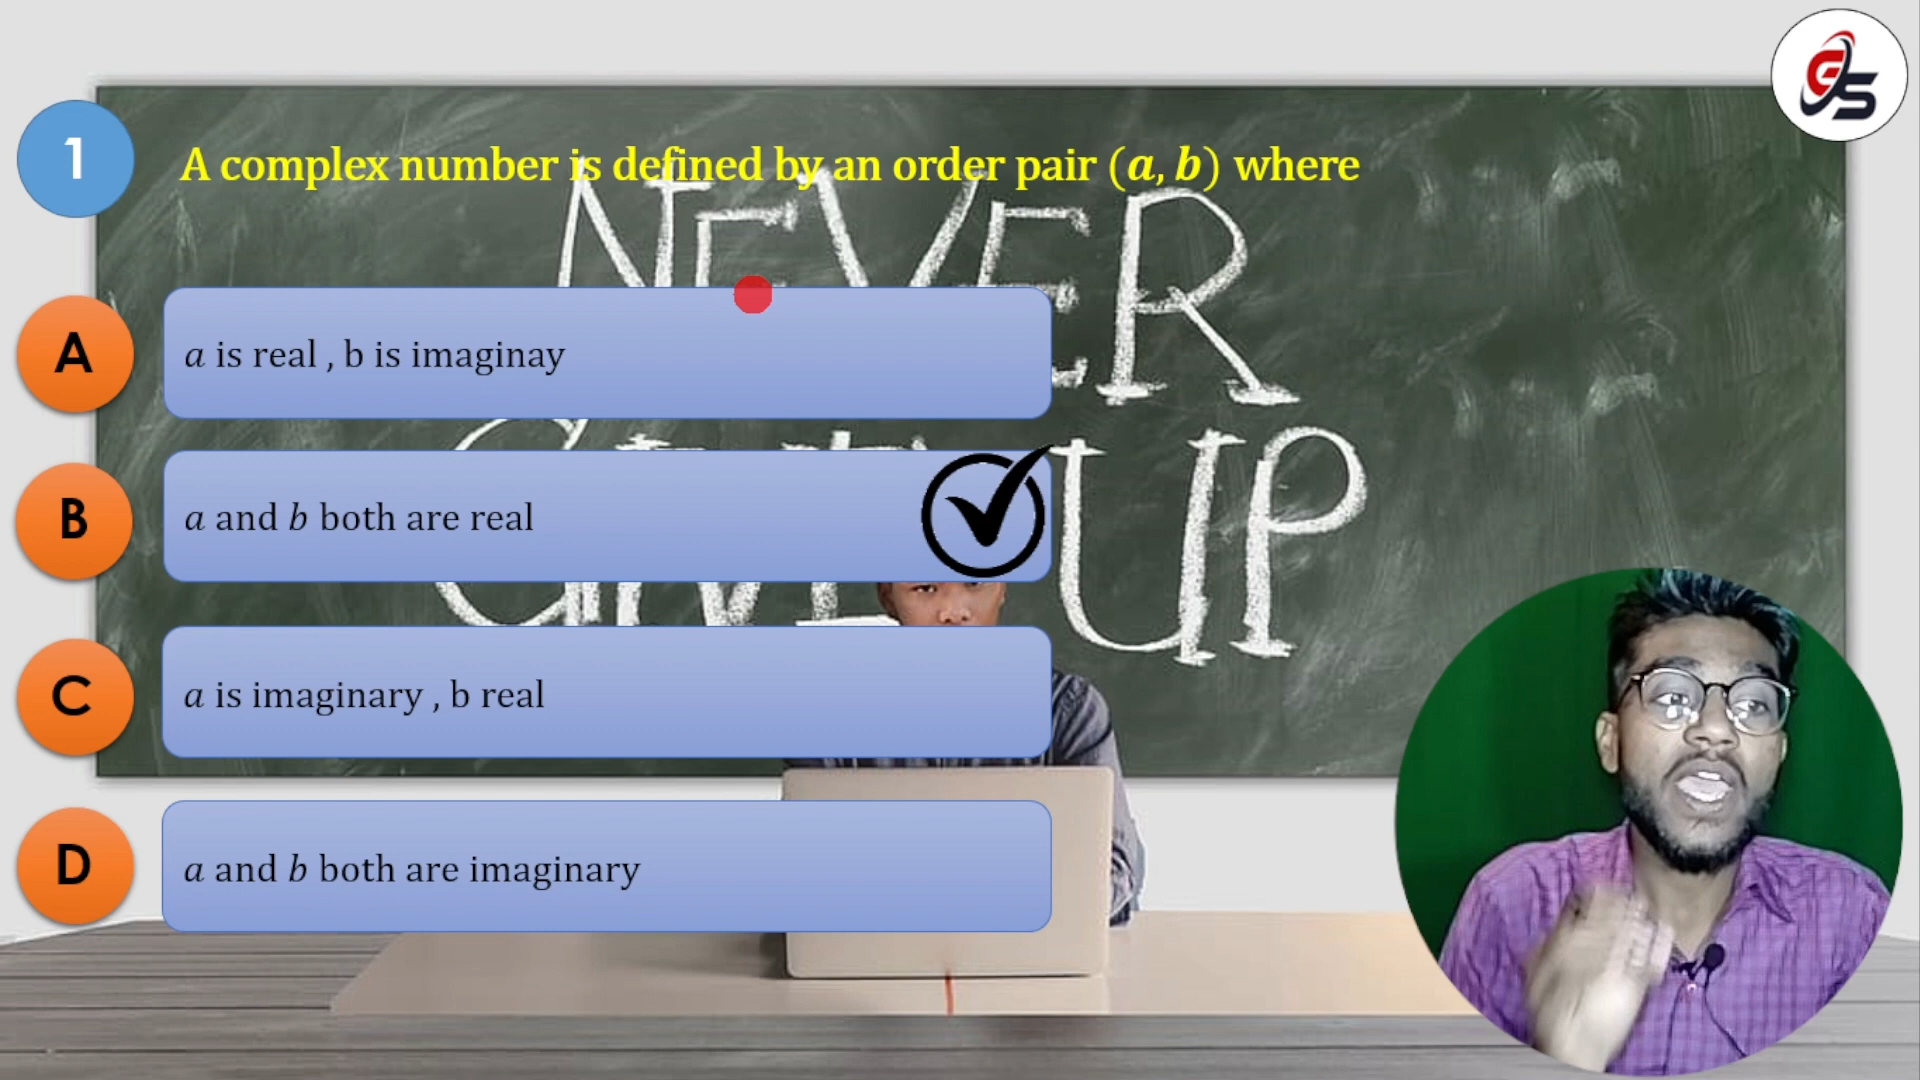 GS
1
A complex number is defined by an order pair (a, b) where
NEVER
A
a is real , b is imaginay
B
a and b both are real
GIVE UP
C
a is imaginary , b real
D
a and b both are imaginary